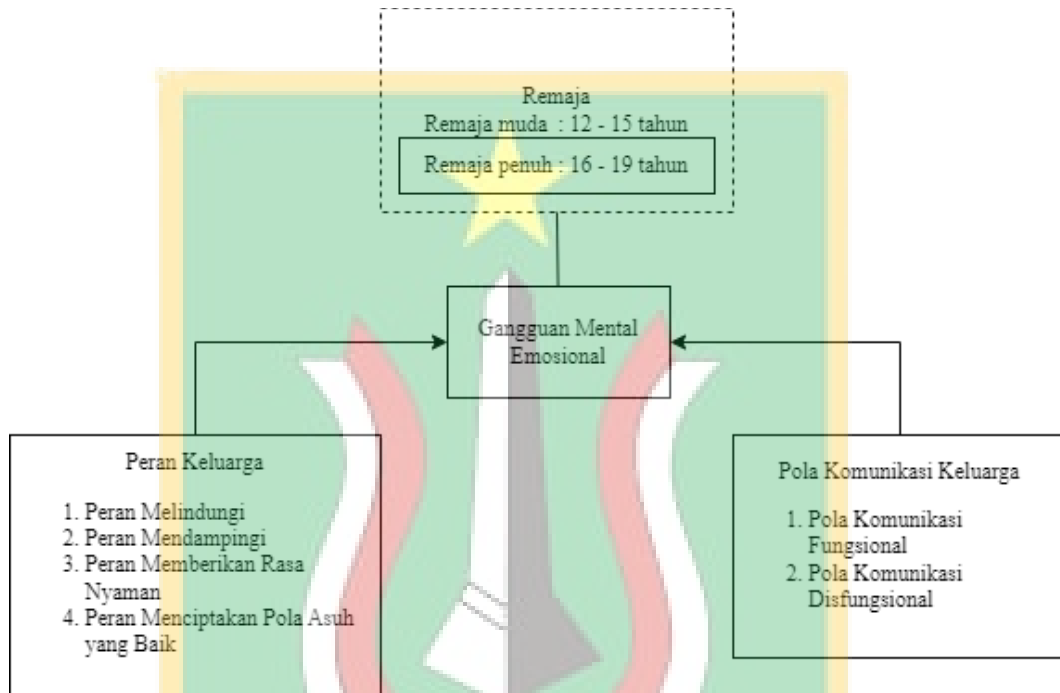 Remaja
Remaja muda : 12 - 15 tahun
Remaja penuh : 16 - 19 tahun
Gangguan Mental
Emosional
Peran Keluarga
1. Peran Melindungi
2. Peran Mendampingi
3. Peran Memberikan Rasa
Nyaman
4. Peran Menciptakan Pola Asuh
yang Baik
Pola Komunikasi Keluarga
1. Pola Komunikasi
Fungsional
2. Pola Komunikasi
Disfungsional